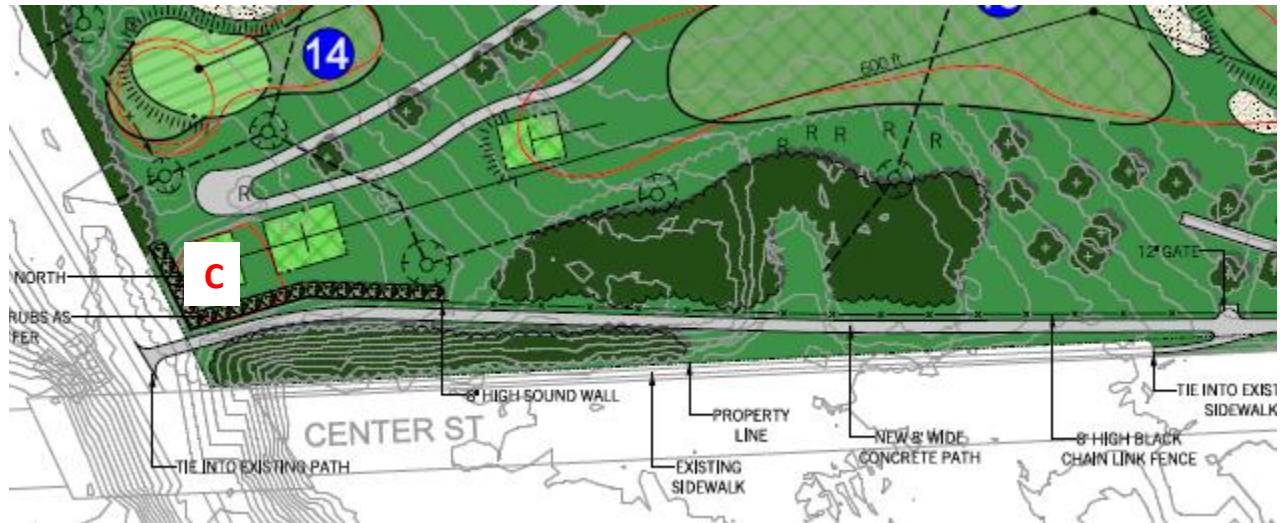 14
600 ft
R
R
R
R
R
C
12' GATE
NORTH
RUBS AS
FER
8' HIGH SOUND WALL
CENTER ST
PROPERTY
LINE
TIE INTO EXIST
SIDEWALK
NEW 8' WIDE
CONCRETE PATH
8' HIGH BLACK
CHAIN LINK FENCE
TIE INTO EXISTING PATH
EXISTING
SIDEWALK